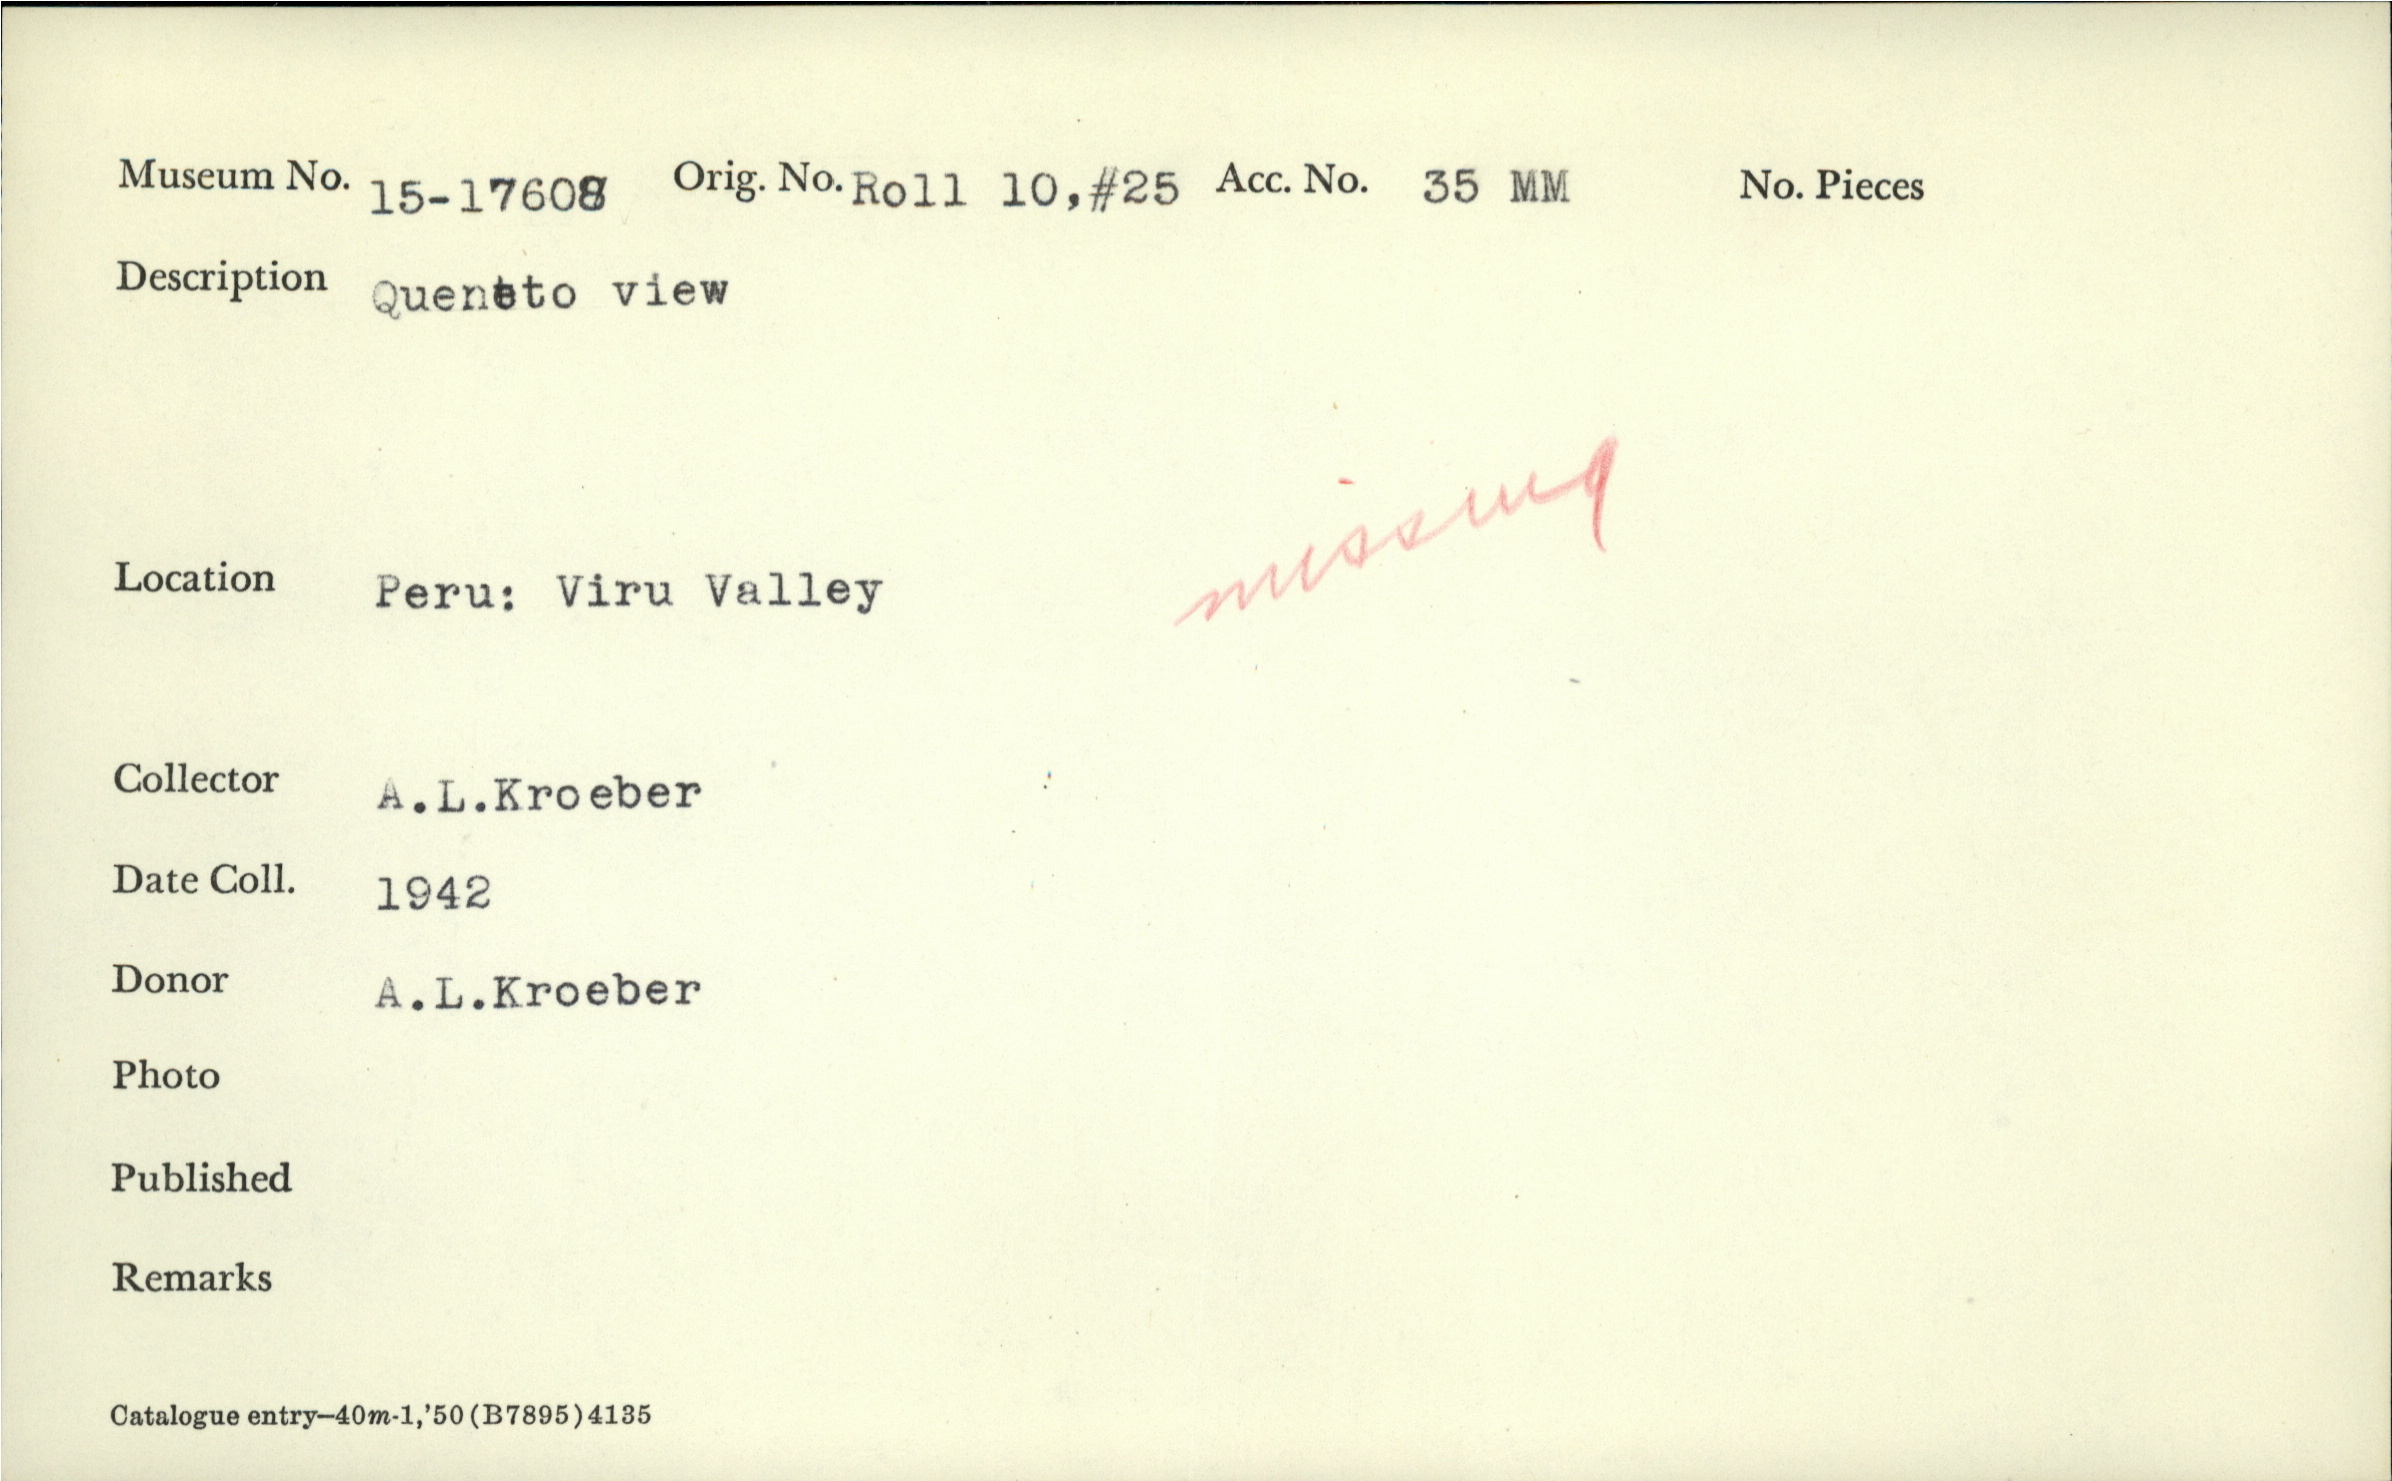 Museum No. 15-17608 Orig. No. Roll 10,#25 Acc. No. 35 MM No. Pieces
Description Queneto view
missing
Location Peru: Viru Valley
Collector A.L.Kroeber
Date Coll. 1942
Donor A.L.Kroeber
Photo
Published
Remarks
Catalogue entry—40m-1,'50(B7895)4135